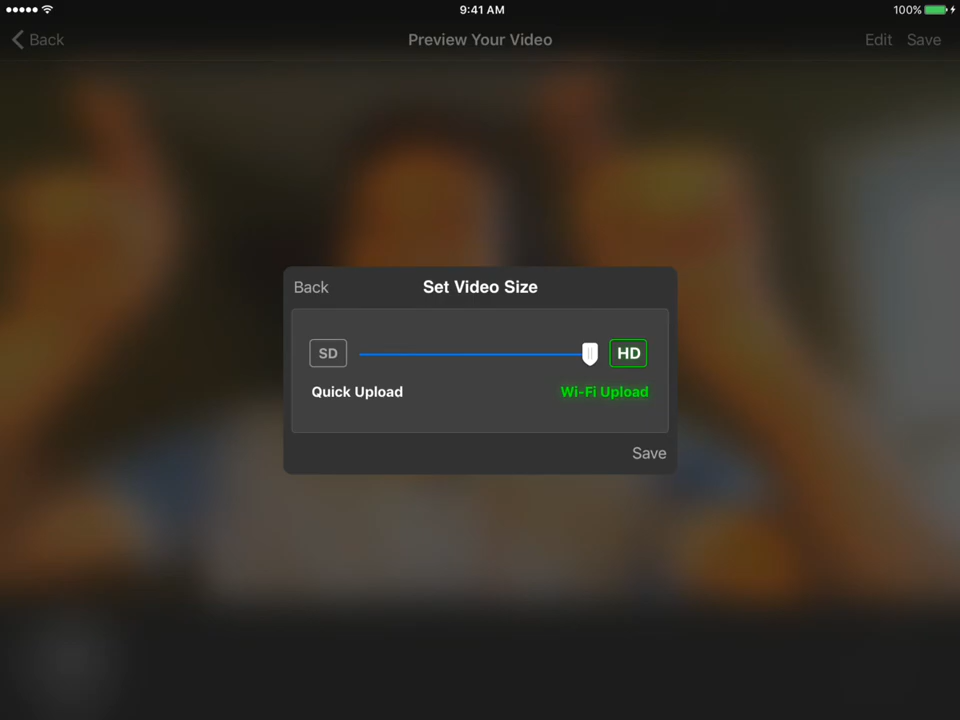 9:41 AM
100%
Back
Preview Your Video
Edit
Save
Back
Set Video Size
SD
HD
Quick Upload
Wi-Fi Upload
Save